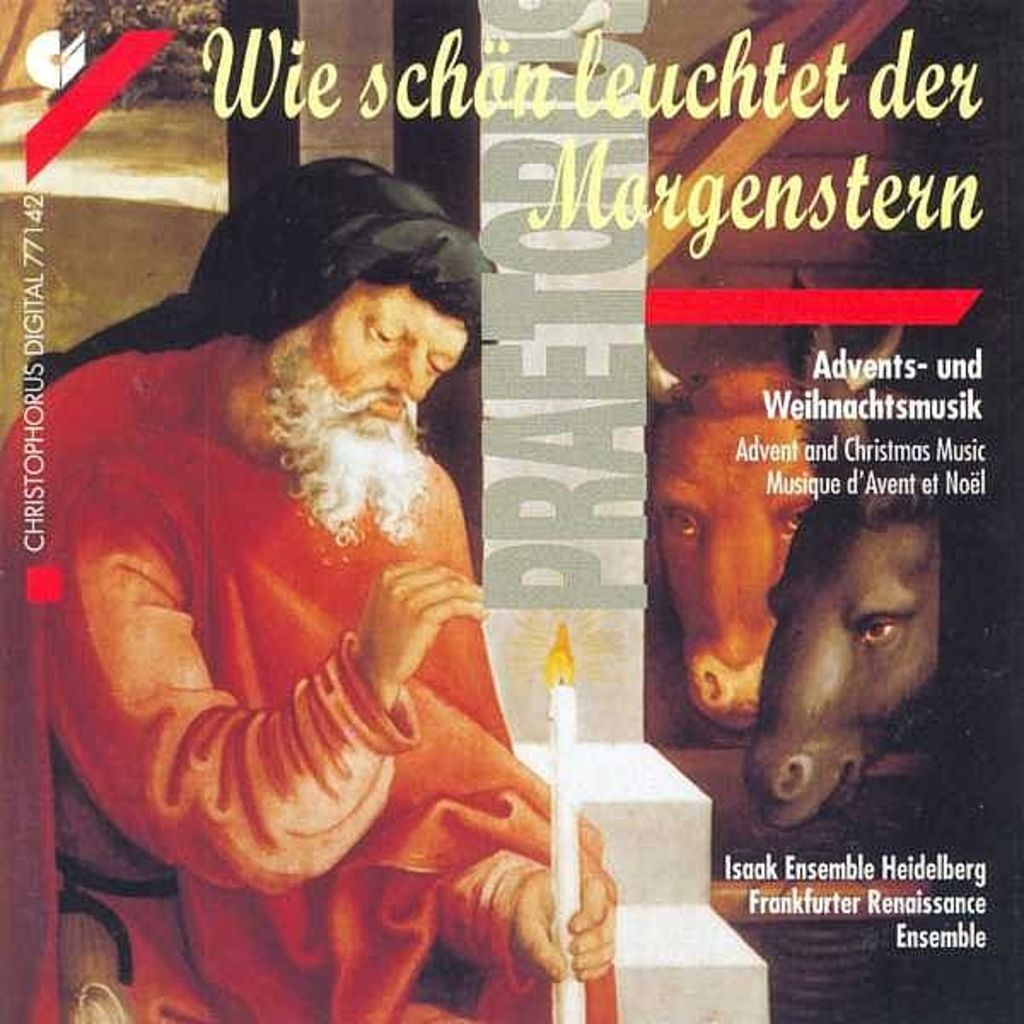 Wie schön leuchtet der
Morgenstern
PRAETORIUS
CHRISTOPHORUS DIGITAL 77142
Advents- und
Weihnachtsmusik
Advent and Christmas Music
Musique d'Avent et Noël
Isaak Ensemble Heidelberg
Frankfurter Renaissance
Ensemble